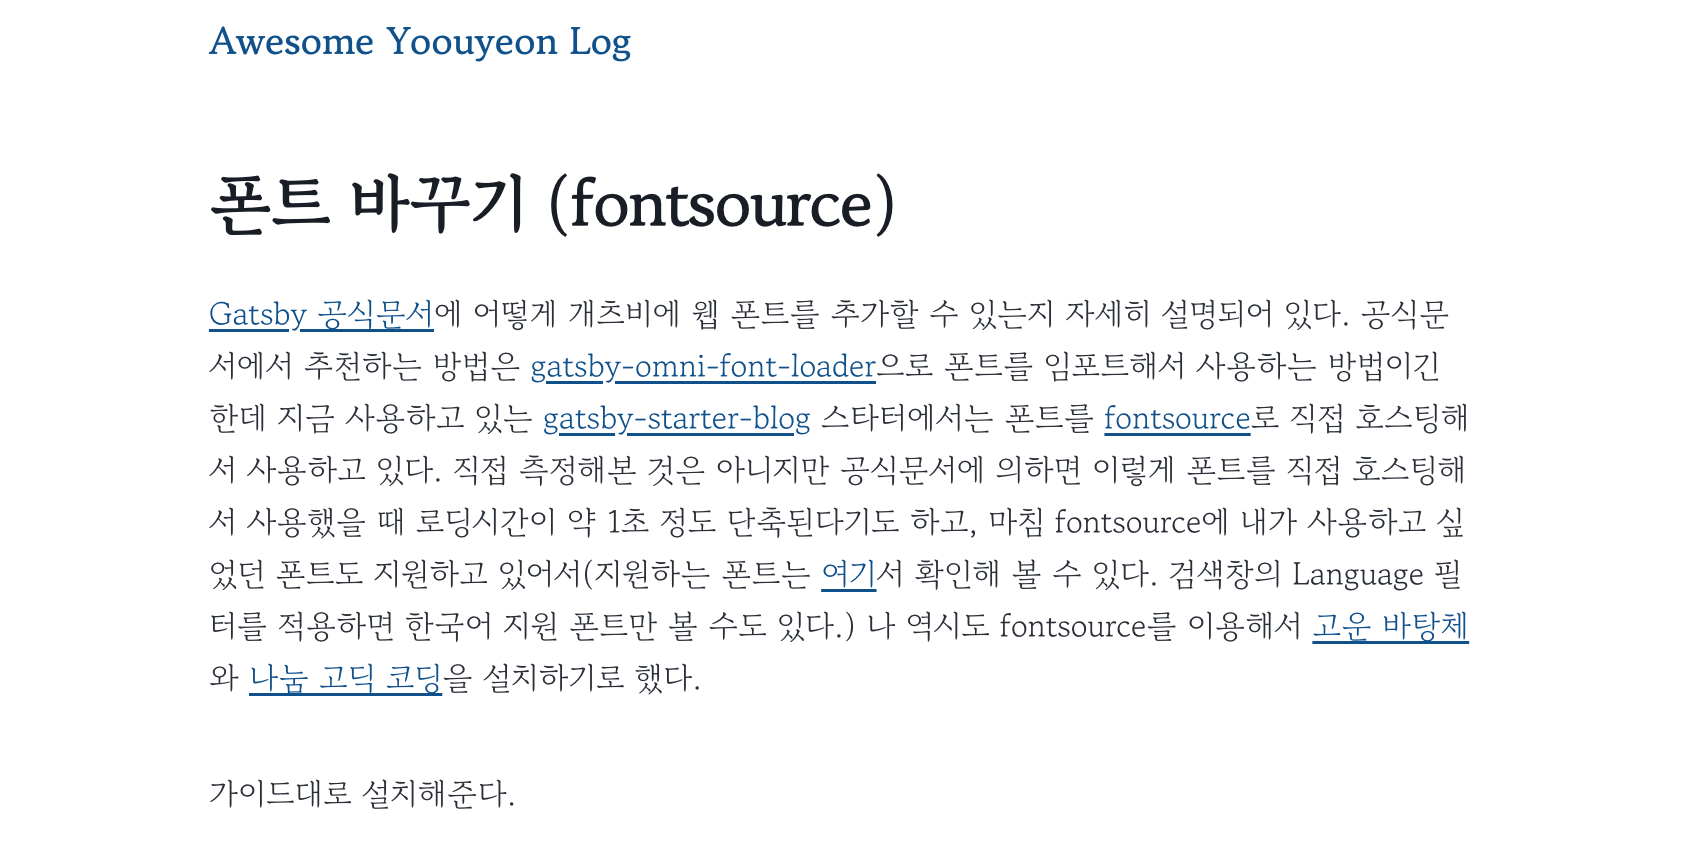 Awesome Yoouyeon Log
폰트 바꾸기 (fontsource)
Gatsby 공식문서에 어떻게 개츠비에 웹 폰트를 추가할 수 있는지 자세히 설명되어 있다. 공식문
서에서 추천하는 방법은 gatsby-omni-font-loader으로 폰트를 임포트해서 사용하는 방법이긴
한데 지금 사용하고 있는 gatsby-starter-blog 스타터에서는 폰트를 fontsource로 직접 호스팅해
서 사용하고 있다. 직접 측정해본 것은 아니지만 공식문서에 의하면 이렇게 폰트를 직접 호스팅해
서 사용했을 때 로딩시간이 약 1초 정도 단축된다기도 하고, 마침 fontsource에 내가 사용하고 싶
었던 폰트도 지원하고 있어서(지원하는 폰트는 여기서 확인해 볼 수 있다. 검색창의 Language 필
터를 적용하면 한국어 지원 폰트만 볼 수도 있다.) 나 역시도 fontsource를 이용해서 고운 바탕체
와 나눔 고딕 코딩을 설치하기로 했다.
가이드대로 설치해준다.